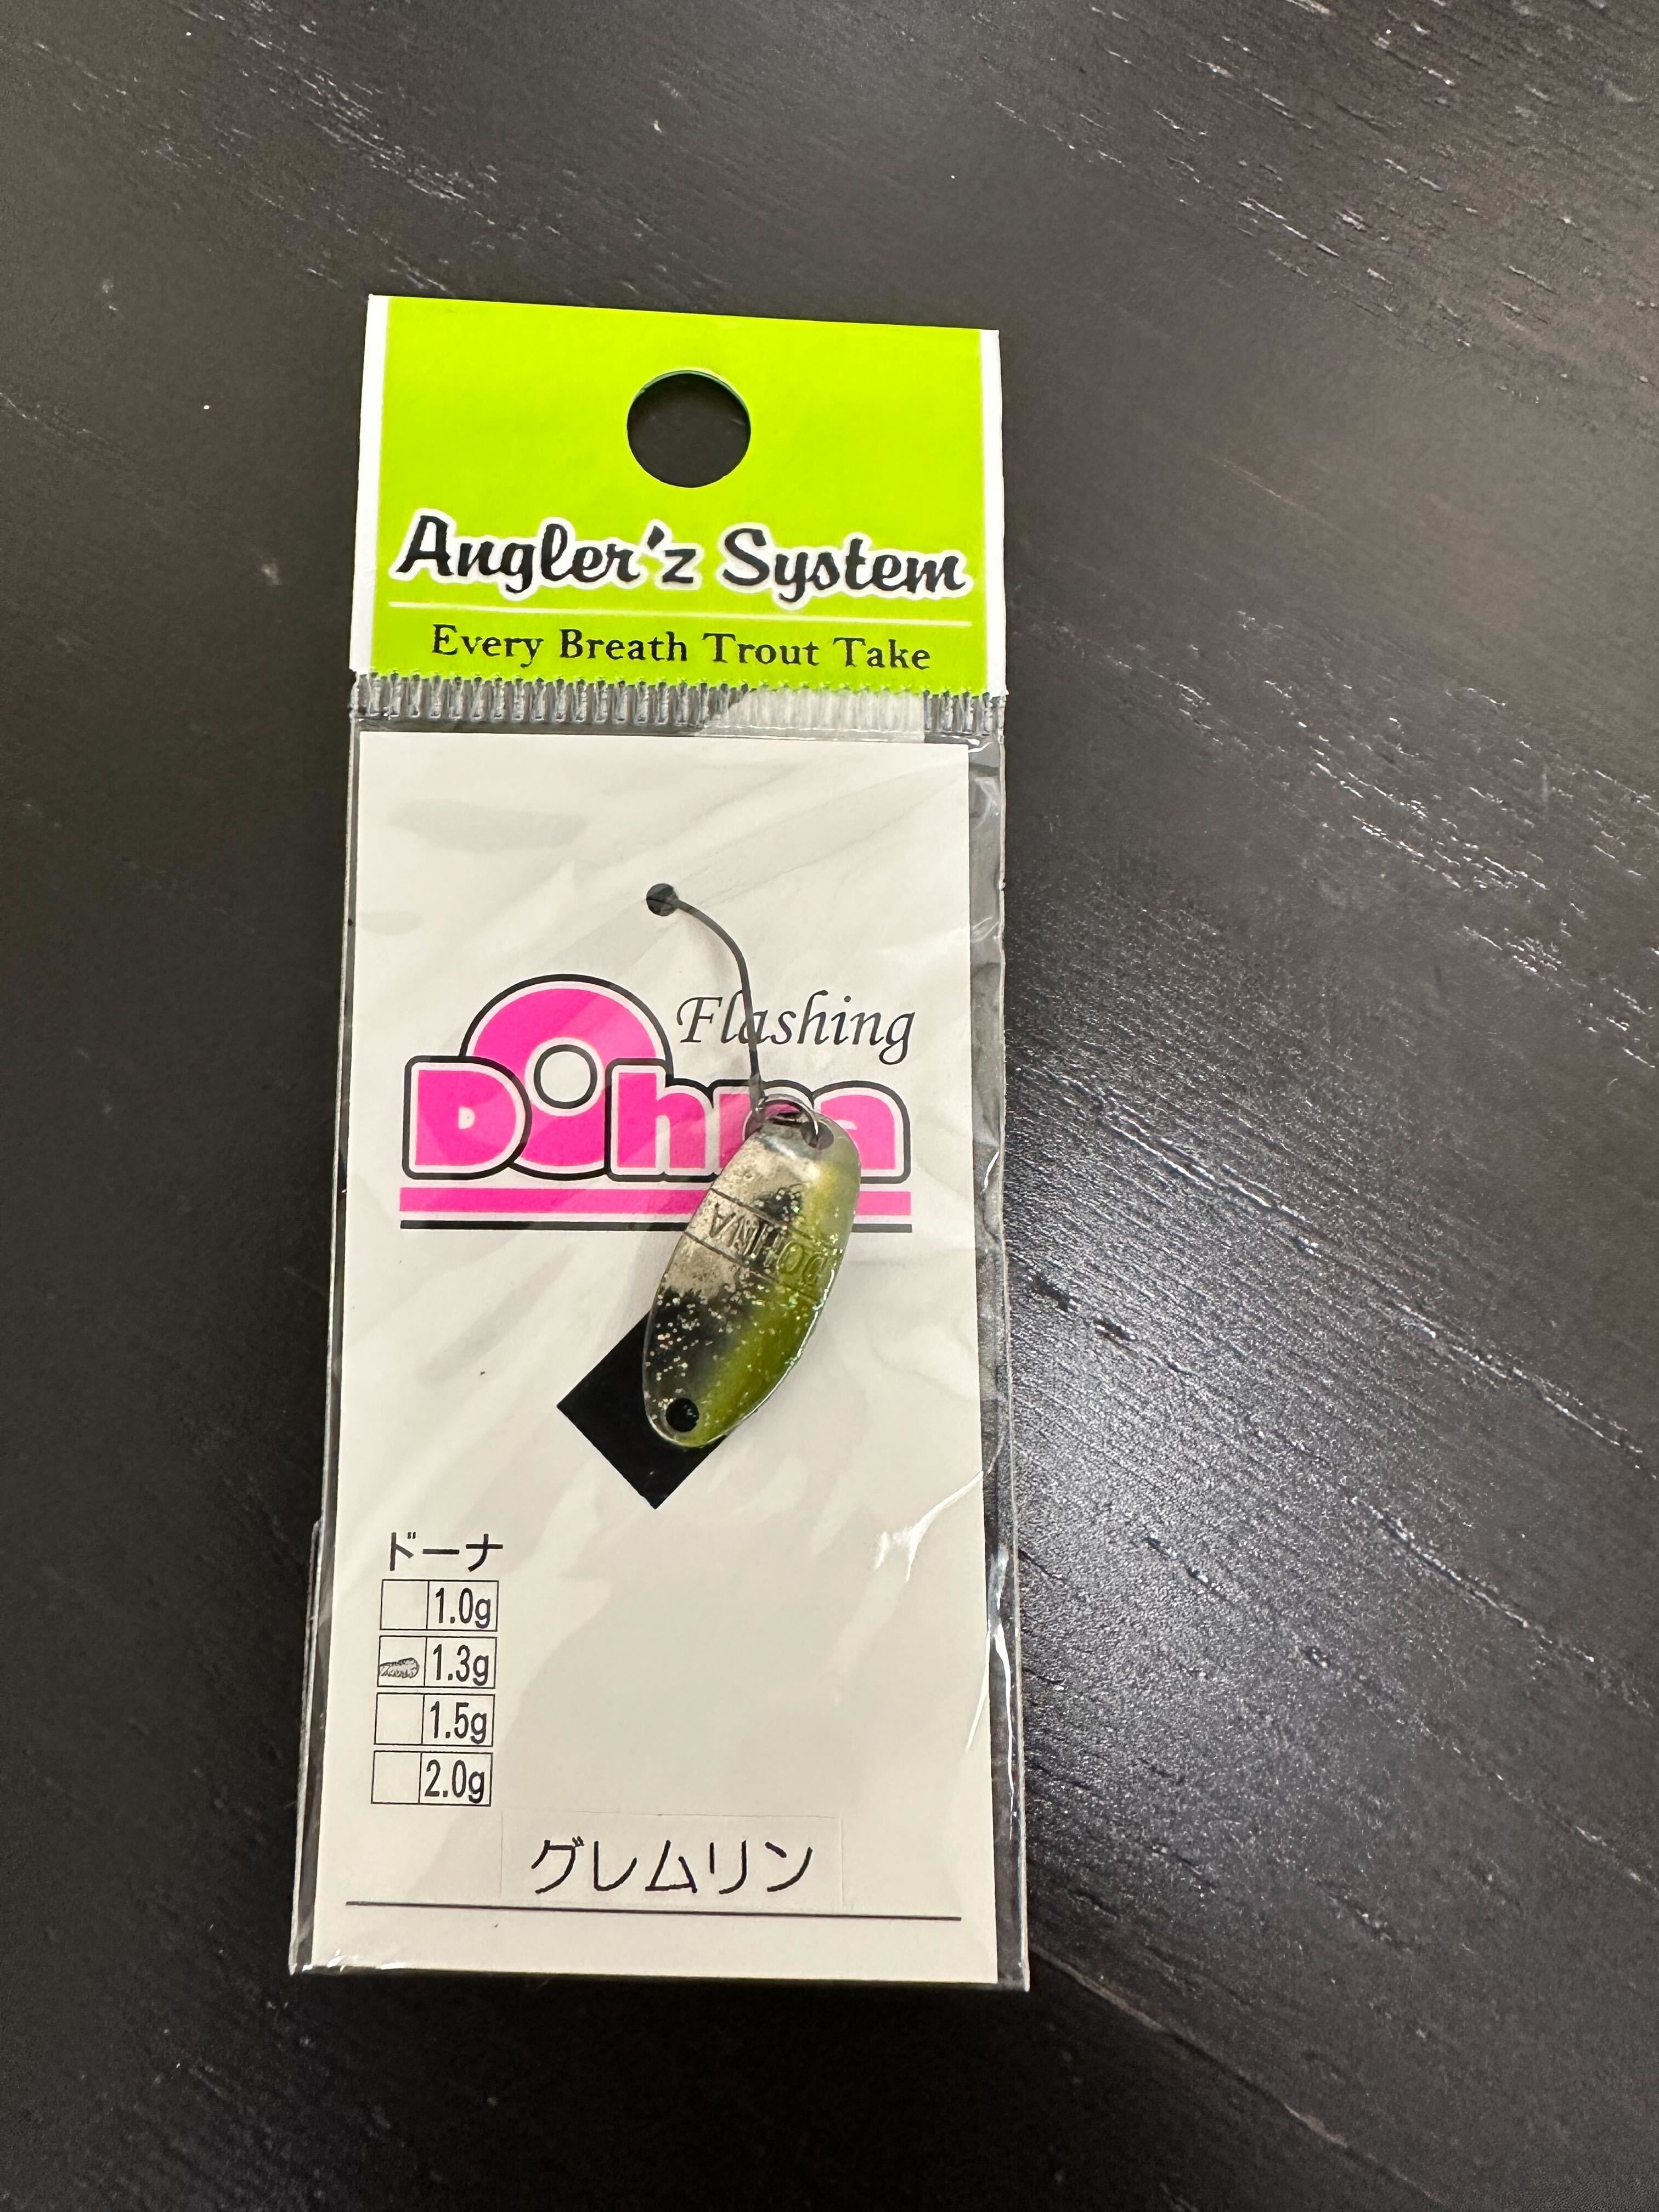 Angler'z System
Every Breath Trout Take
Flashing
DOhna
DOHNA
ドーナ
1.0g
1.3g
1.5g
2.0g
グレムリン